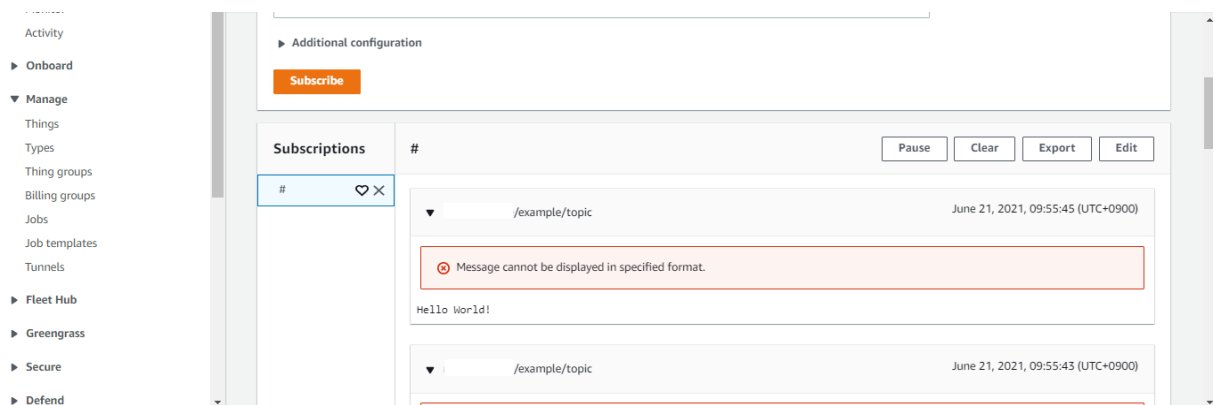 Activity
Onboard
Manage
Things
Types
Thing groups
Billing groups
Jobs
Job templates
Tunnels
Fleet Hub
Greengrass
Secure
Defend
Additional configuration
Subscribe
Subscriptions
#
#
Pause
Clear
Export
Edit
/example/topic
June 21, 2021, 09:55:45 (UTC+0900)
Message cannot be displayed in specified format.
Hello World!
/example/topic
June 21, 2021, 09:55:43 (UTC+0900)